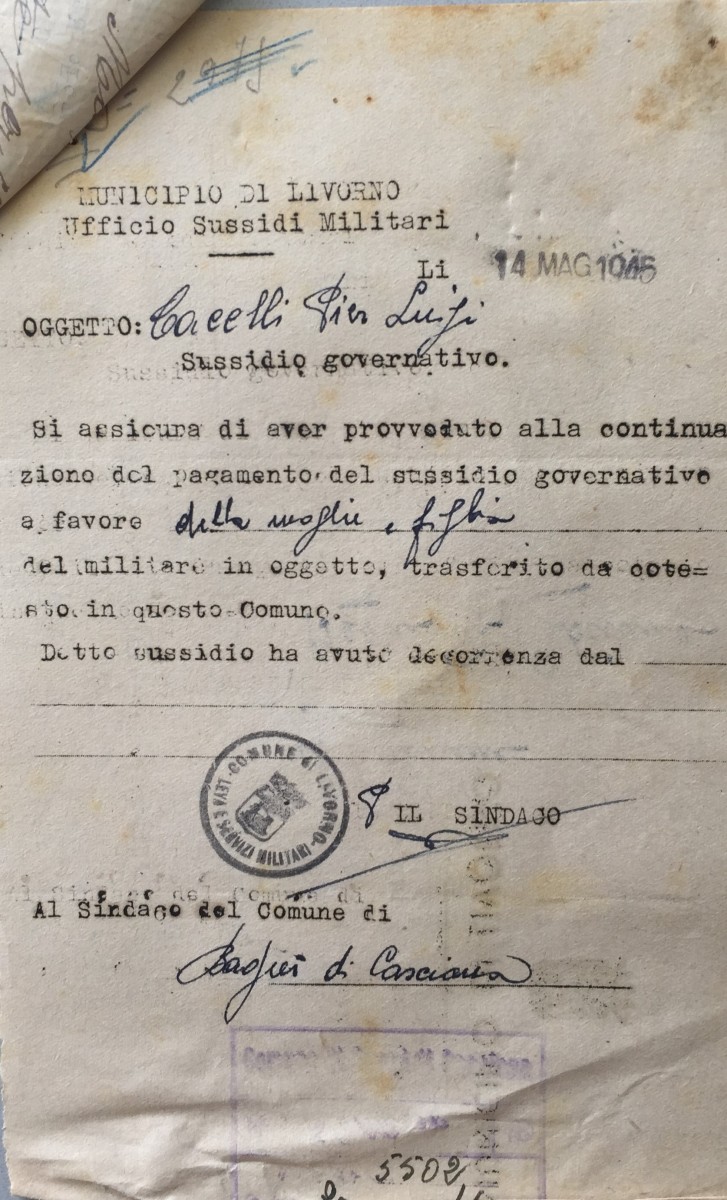 MUNICIPIO DI LIVORNO
Ufficio Sussidi Militari
Li 14 MAG 1945
OGGETTO: Cacelli Pier Luigi
Sussidio governativo.
Si assicura di aver provveduto alla continua
zione del pagamento del sussidio governativo
a favore della moglie e figlia
del militare in oggetto, trasferito da cote=
sto in questo Comune.
Detto sussidio ha avuto decorrenza dal
COMUNE di LIVORNO - LEVA E SERVIZI MILITARI -
P IL SINDACO
Al Sindaco del Comune di
Bagni di Casciana
5502